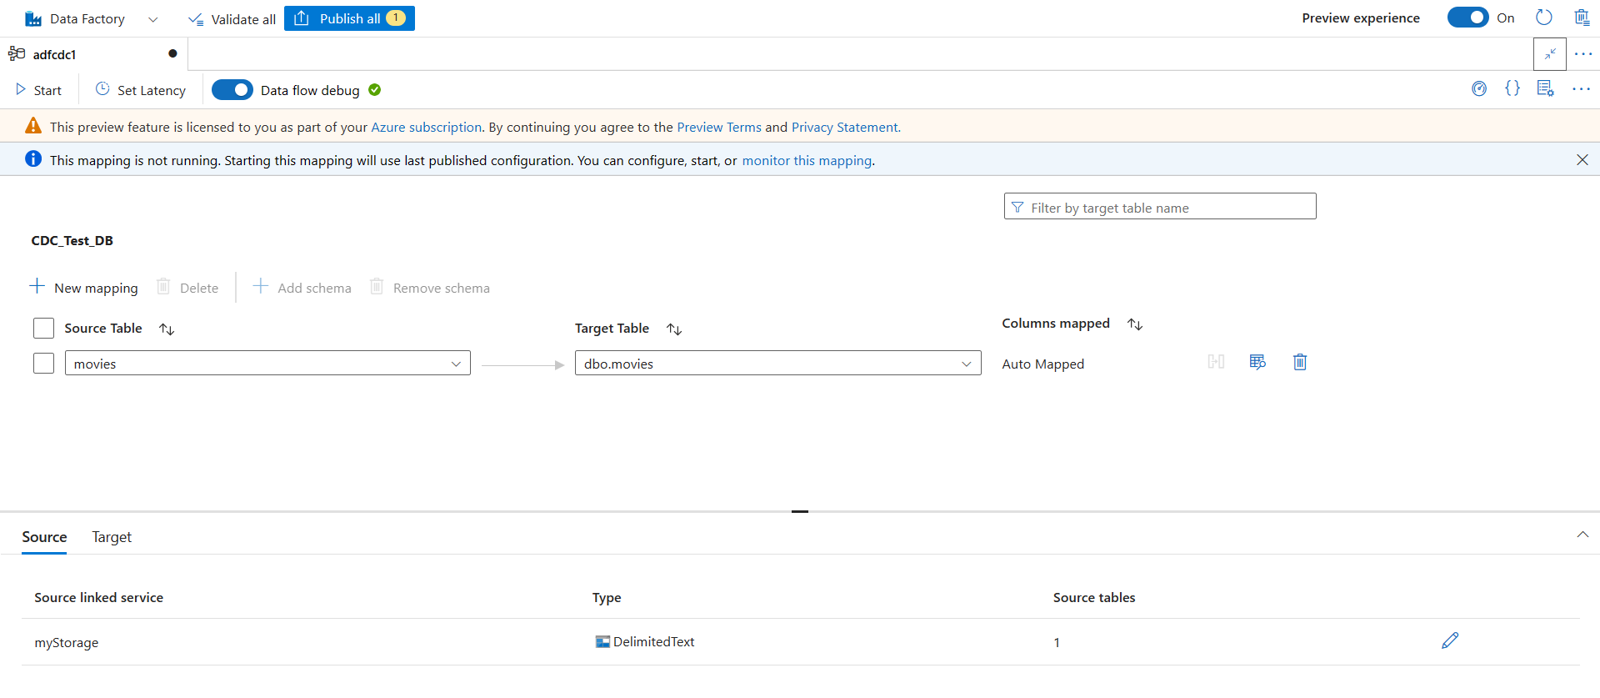 Data Factory Validate all Publish all 1 Preview experience On
adfcdc1
Start Set Latency Data flow debug
This preview feature is licensed to you as part of your Azure subscription. By continuing you agree to the Preview Terms and Privacy Statement.
This mapping is not running. Starting this mapping will use last published configuration. You can configure, start, or monitor this mapping.
Filter by target table name
CDC_Test_DB
New mapping Delete Add schema Remove schema
Source Table Target Table Columns mapped
movies dbo.movies Auto Mapped
Source Target
Source linked service Type Source tables
myStorage DelimitedText 1